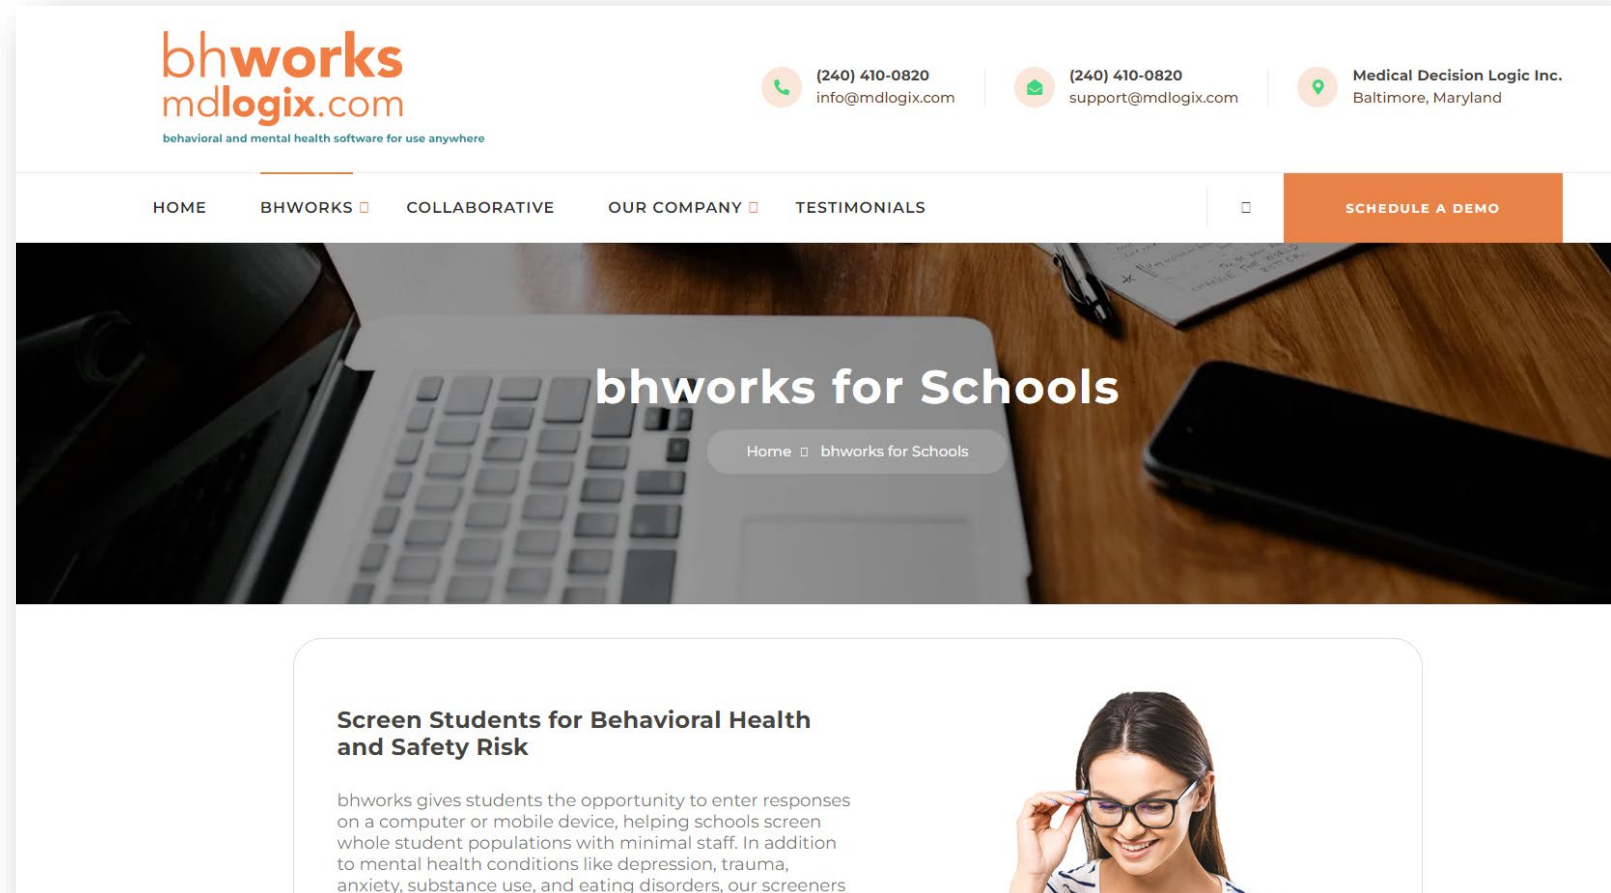 bhworks
mdlogix.com
behavioral and mental health software for use anywhere
(240) 410-0820
info@mdlogix.com
(240) 410-0820
support@mdlogix.com
Medical Decision Logic Inc.
Baltimore, Maryland
HOME
BHWORKS
COLLABORATIVE
OUR COMPANY
TESTIMONIALS
SCHEDULE A DEMO
bhworks for Schools
Home
bhworks for Schools
Screen Students for Behavioral Health
and Safety Risk
bhworks gives students the opportunity to enter responses
on a computer or mobile device, helping schools screen
whole student populations with minimal staff. In addition
to mental health conditions like depression, trauma,
anxiety, substance use, and eating disorders, our screeners